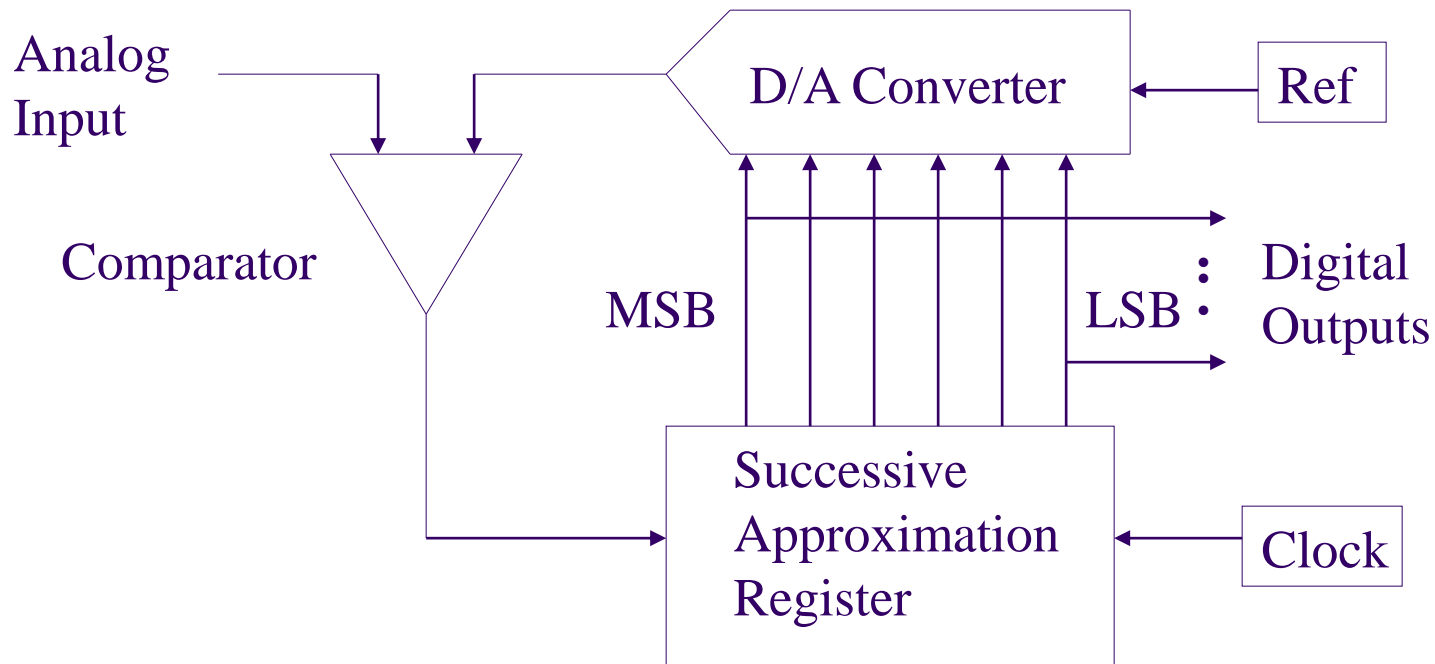 Analog
Input
D/A Converter
Ref
Comparator
MSB
LSB
Digital
Outputs
Successive
Approximation
Register
Clock